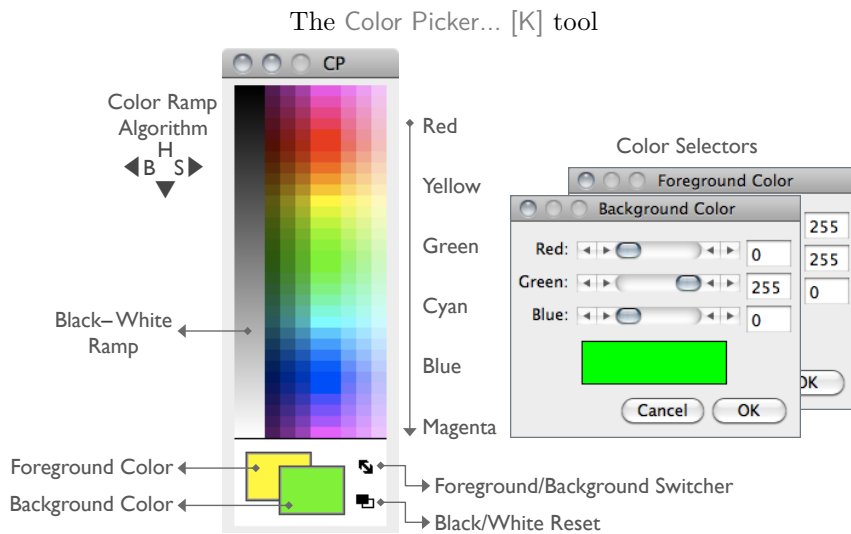 The Color Picker... [K] tool
CP
Color Ramp
Algorithm
H
B S
Red
Yellow
Green
Cyan
Blue
Magenta
Black–White
Ramp
Foreground Color
Background Color
Foreground/Background Switcher
Black/White Reset
Color Selectors
Foreground Color
255
255
0
OK
Background Color
Red: 0
Green: 255
Blue: 0
Cancel OK